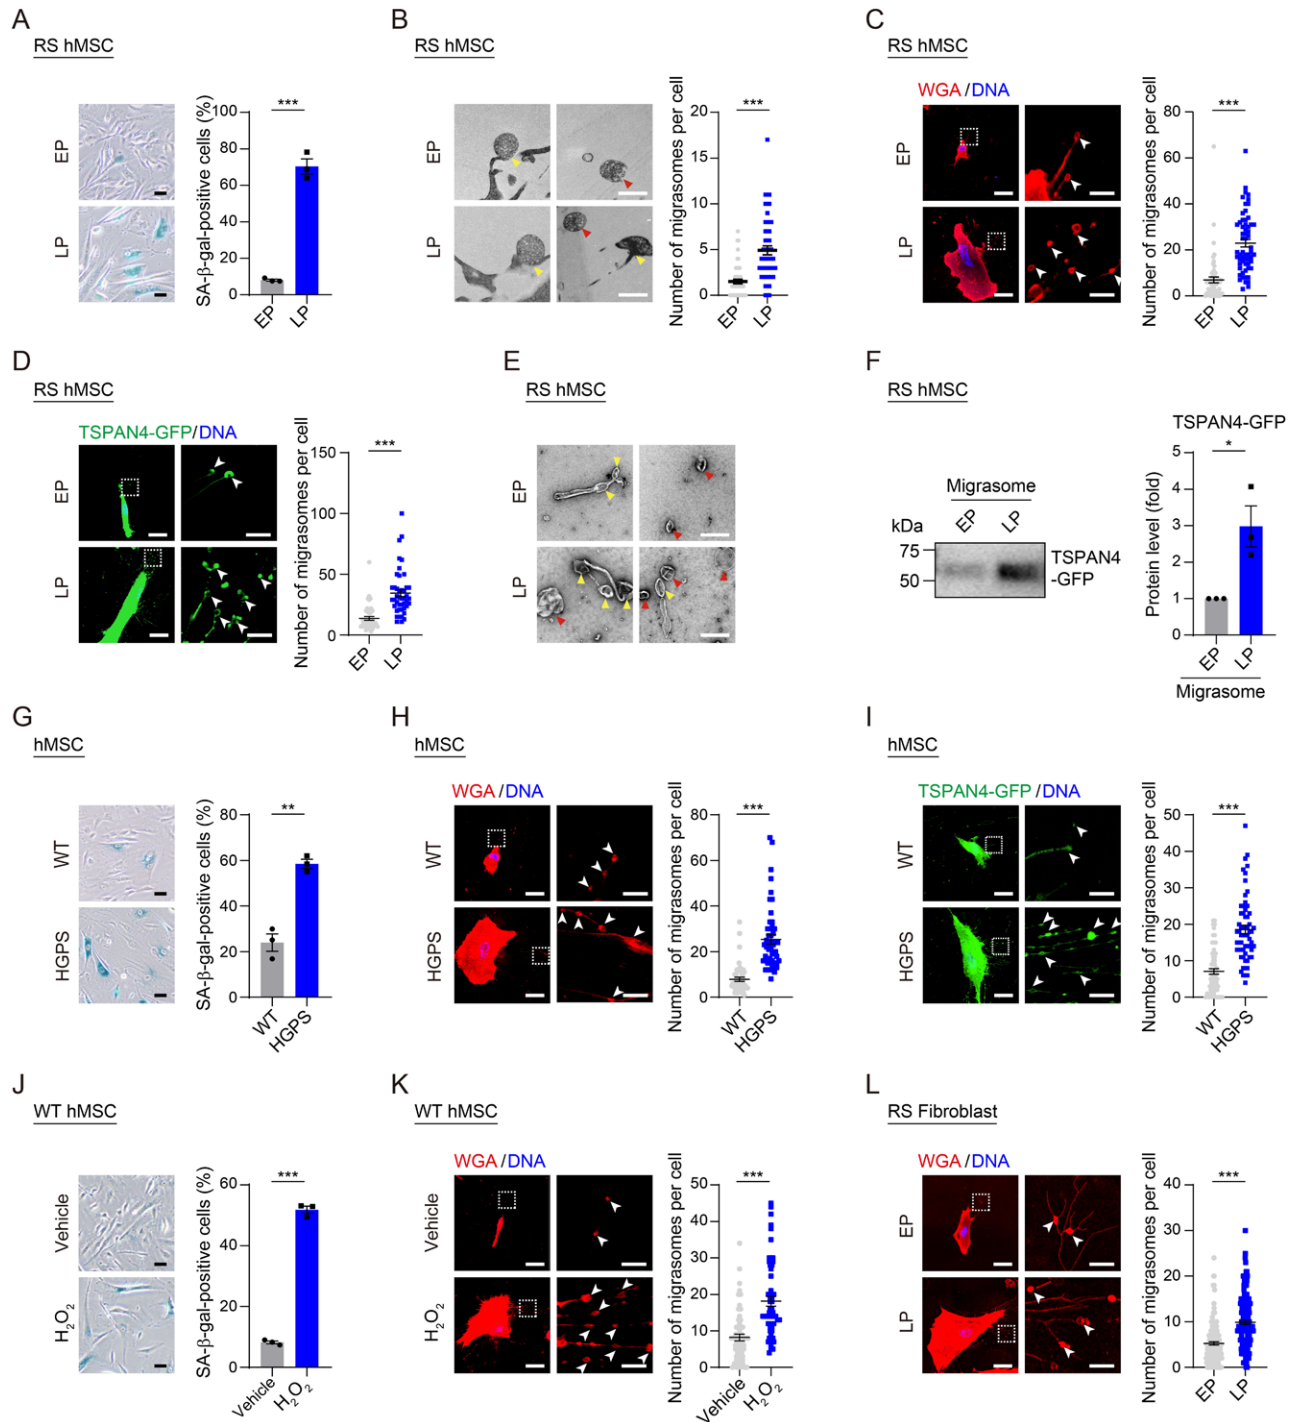 A
RS hMSC
EP
LP
SA-β-gal-positive cells (%)
100
80
60
40
20
0
***
EP
LP
B
RS hMSC
EP
LP
Number of migrasomes per cell
20
15
10
5
0
***
EP
LP
C
RS hMSC
WGA/DNA
EP
LP
Number of migrasomes per cell
80
60
40
20
0
***
EP
LP
D
RS hMSC
TSPAN4-GFP/DNA
EP
LP
Number of migrasomes per cell
150
100
50
0
***
EP
LP
E
RS hMSC
EP
LP
F
RS hMSC
Migrasome
kDa
EP
LP
75
50
TSPAN4
-GFP
TSPAN4-GFP
Protein level (fold)
5
4
3
2
1
0
*
EP
LP
Migrasome
G
hMSC
WT
HGPS
SA-β-gal-positive cells (%)
80
60
40
20
0
**
WT
HGPS
H
hMSC
WGA/DNA
WT
HGPS
Number of migrasomes per cell
80
60
40
20
0
***
WT
HGPS
I
hMSC
TSPAN4-GFP/DNA
WT
HGPS
Number of migrasomes per cell
50
40
30
20
10
0
***
WT
HGPS
J
WT hMSC
Vehicle
H₂O₂
SA-β-gal-positive cells (%)
60
40
20
0
***
Vehicle
H₂O₂
K
WT hMSC
WGA/DNA
Vehicle
H₂O₂
Number of migrasomes per cell
50
40
30
20
10
0
***
Vehicle
H₂O₂
L
RS Fibroblast
WGA/DNA
EP
LP
Number of migrasomes per cell
40
30
20
10
0
***
EP
LP